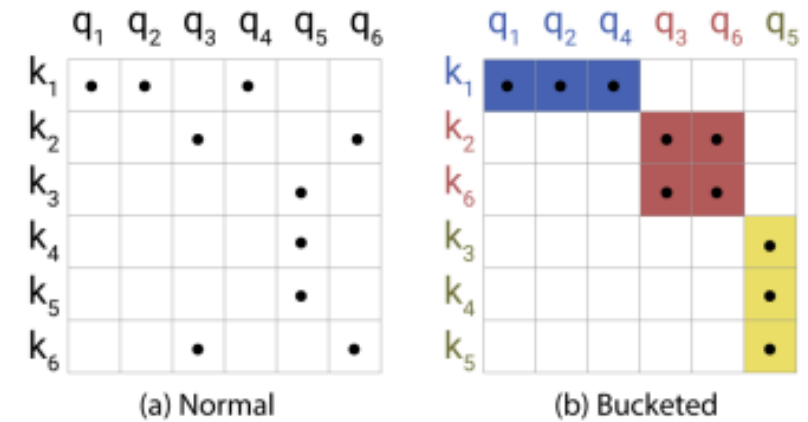 q1 q2 q3 q4 q5 q6
k1
k2
k3
k4
k5
k6
(a) Normal
q1 q2 q4 q3 q6 q5
k1
k2
k6
k3
k4
k5
(b) Bucketed